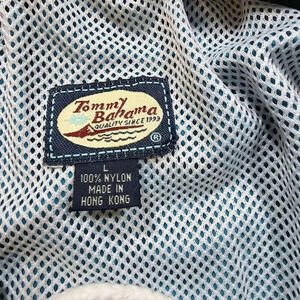 Tommy
Bahama
QUALITY SINCE 1993
®
L
100% NYLON
MADE IN
HONG KONG